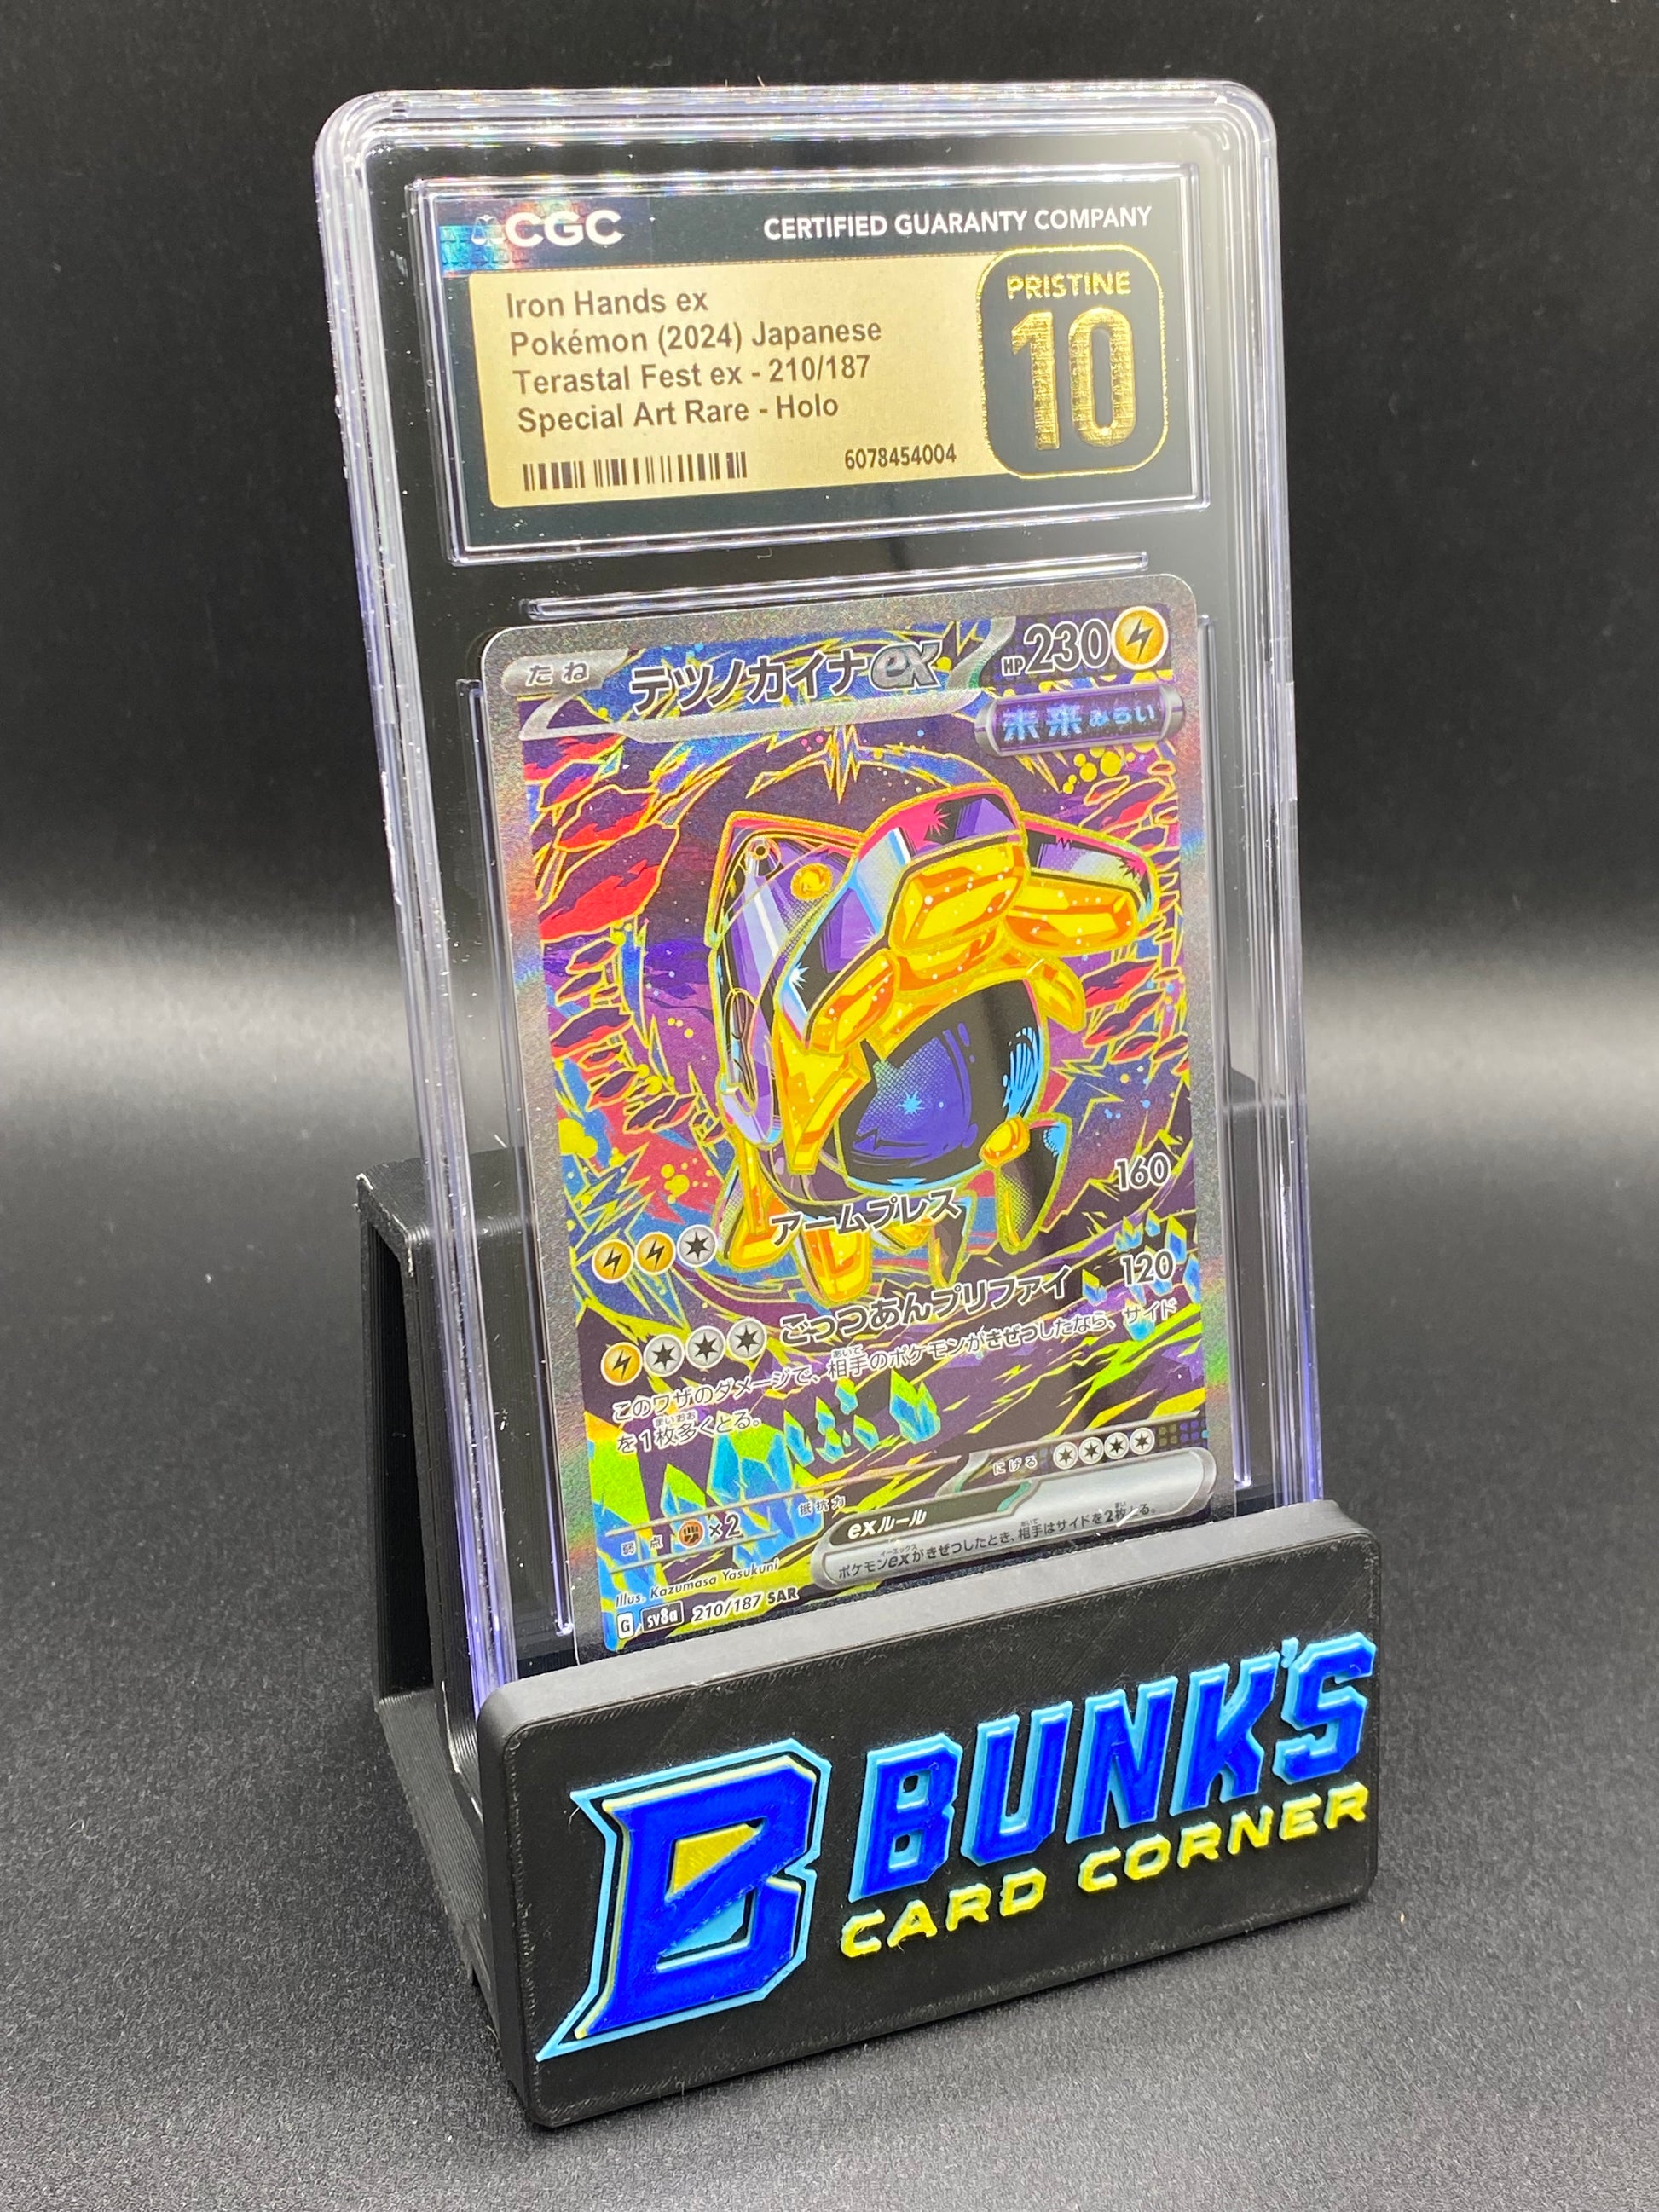 CGC
CERTIFIED GUARANTY COMPANY
Iron Hands ex
Pokémon (2024) Japanese
Terastal Fest ex - 210/187
Special Art Rare - Holo
6078454004
PRISTINE
10
たね
テツノカイナex
HP230
未来 みらい
アームプレス 160
ごっつあんプリファイ 120
このワザのダメージで、相手のポケモンがきぜつしたなら、サイド
を1枚多くとる。
にげる
弱点 ×2 抵抗力
exルール
ポケモンexがきぜつしたとき、相手はサイドを2枚とる。
Illus. Kazumasa Yasukuni
G sv8a 210/187 SAR
B
BUNK'S
CARD CORNER